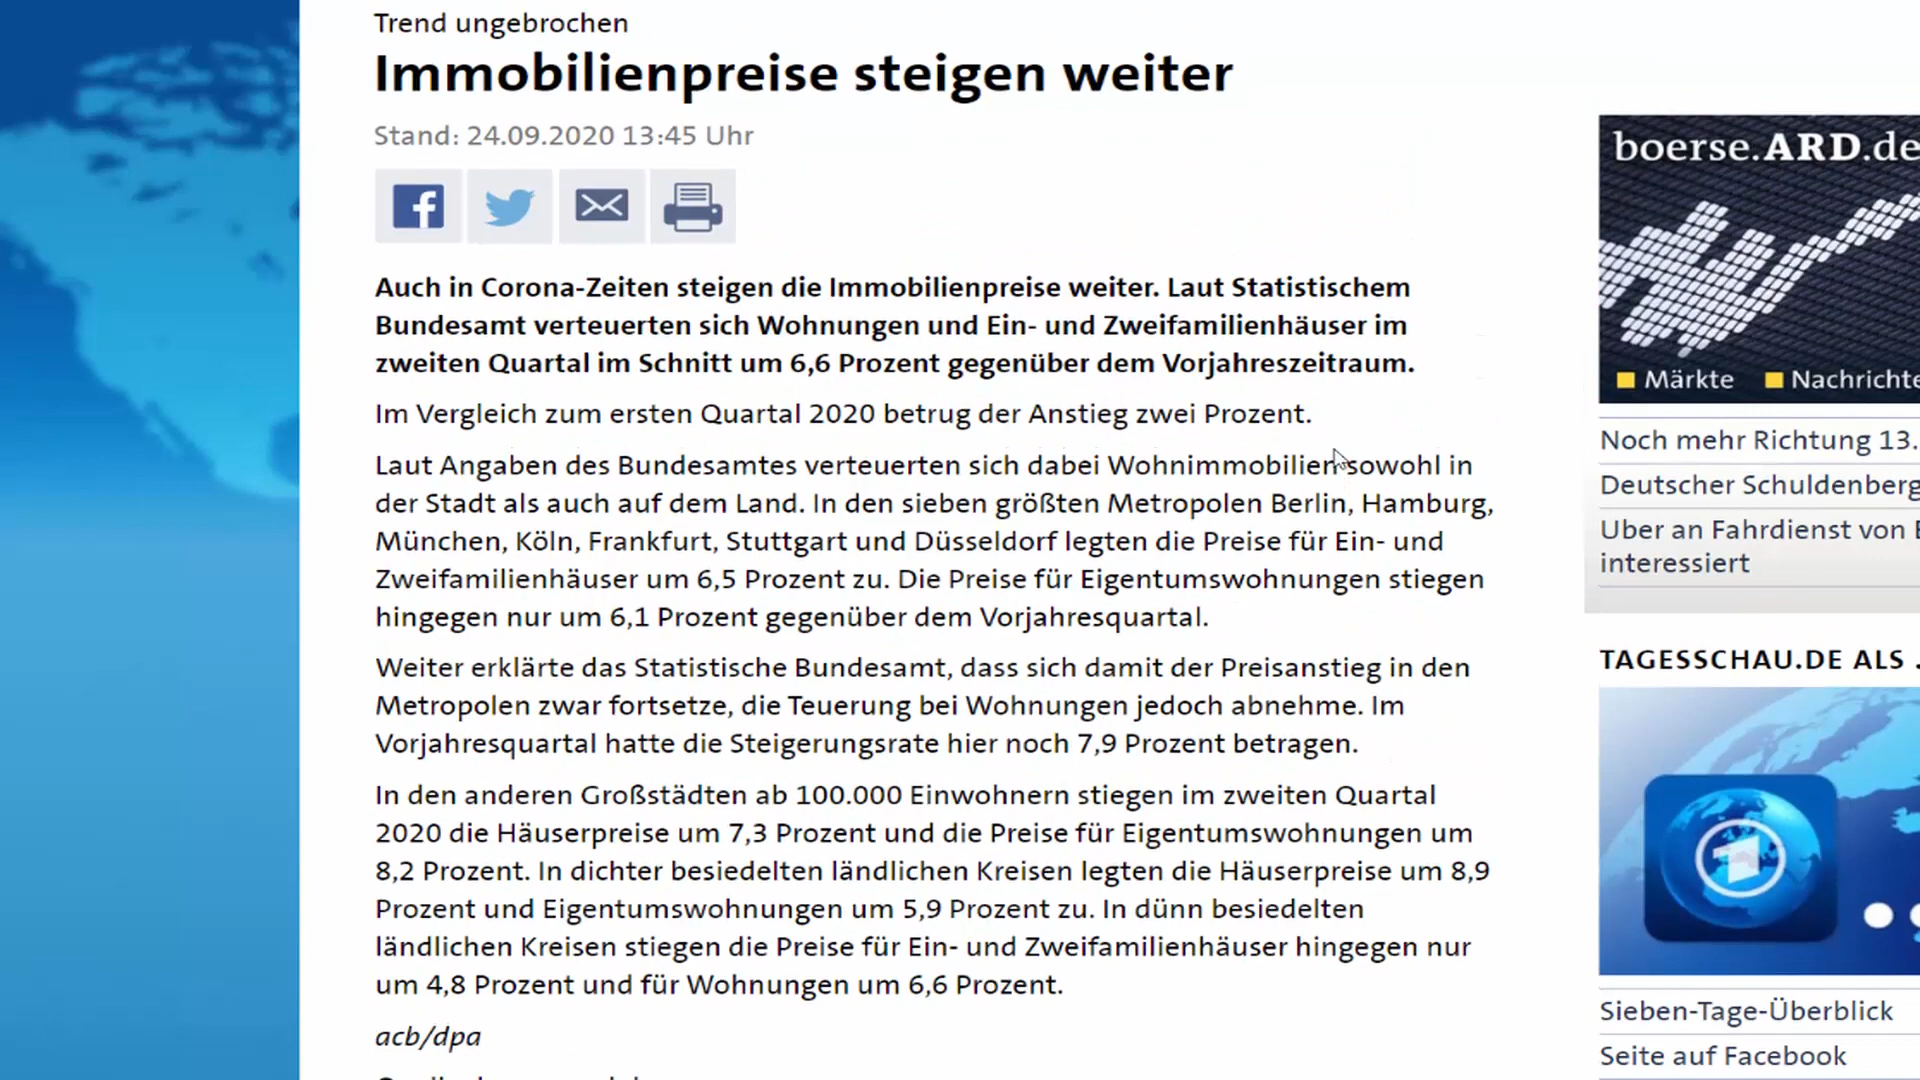 Trend ungebrochen
Immobilienpreise steigen weiter
Stand: 24.09.2020 13:45 Uhr
Auch in Corona-Zeiten steigen die Immobilienpreise weiter. Laut Statistischem
Bundesamt verteuerten sich Wohnungen und Ein- und Zweifamilienhäuser im
zweiten Quartal im Schnitt um 6,6 Prozent gegenüber dem Vorjahreszeitraum.
Im Vergleich zum ersten Quartal 2020 betrug der Anstieg zwei Prozent.
Laut Angaben des Bundesamtes verteuerten sich dabei Wohnimmobilien sowohl in
der Stadt als auch auf dem Land. In den sieben größten Metropolen Berlin, Hamburg,
München, Köln, Frankfurt, Stuttgart und Düsseldorf legten die Preise für Ein- und
Zweifamilienhäuser um 6,5 Prozent zu. Die Preise für Eigentumswohnungen stiegen
hingegen nur um 6,1 Prozent gegenüber dem Vorjahresquartal.
Weiter erklärte das Statistische Bundesamt, dass sich damit der Preisanstieg in den
Metropolen zwar fortsetze, die Teuerung bei Wohnungen jedoch abnehme. Im
Vorjahresquartal hatte die Steigerungsrate hier noch 7,9 Prozent betragen.
In den anderen Großstädten ab 100.000 Einwohnern stiegen im zweiten Quartal
2020 die Häuserpreise um 7,3 Prozent und die Preise für Eigentumswohnungen um
8,2 Prozent. In dichter besiedelten ländlichen Kreisen legten die Häuserpreise um 8,9
Prozent und Eigentumswohnungen um 5,9 Prozent zu. In dünn besiedelten
ländlichen Kreisen stiegen die Preise für Ein- und Zweifamilienhäuser hingegen nur
um 4,8 Prozent und für Wohnungen um 6,6 Prozent.
acb/dpa
boerse.ARD.de
Märkte Nachrichte
Noch mehr Richtung 13.
Deutscher Schuldenberg
Uber an Fahrdienst von
interessiert
TAGESSCHAU.DE ALS
Sieben-Tage-Überblick
Seite auf Facebook